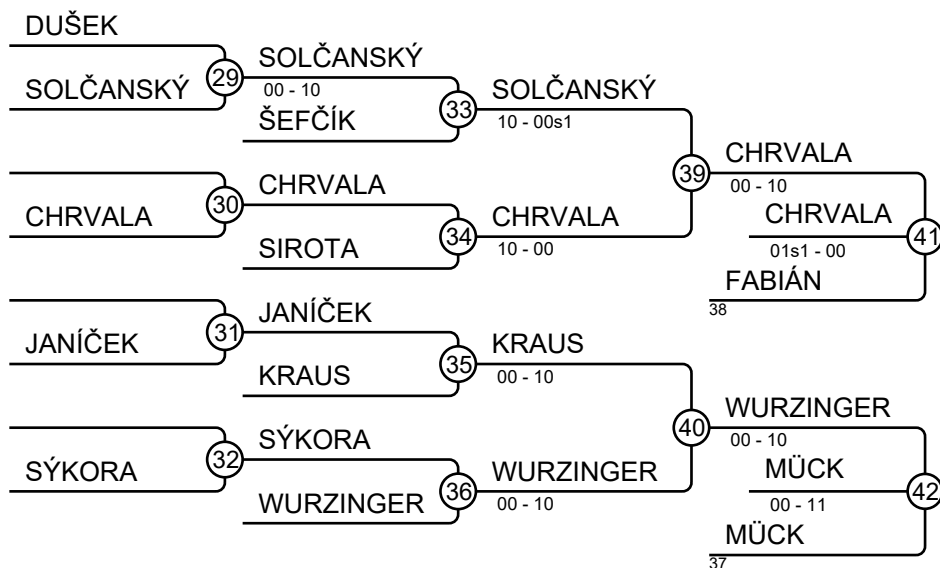 DUŠEK
SOLČANSKÝ
29
SOLČANSKÝ
00 - 10
ŠEFČÍK
33
SOLČANSKÝ
10 - 00s1
CHRVALA
30
CHRVALA
SIROTA
34
CHRVALA
10 - 00
39
CHRVALA
00 - 10
CHRVALA
01s1 - 00
41
FABIÁN
38
JANÍČEK
31
JANÍČEK
KRAUS
35
KRAUS
00 - 10
SÝKORA
32
SÝKORA
WURZINGER
36
WURZINGER
00 - 10
40
WURZINGER
00 - 10
MÜCK
00 - 11
42
MÜCK
37